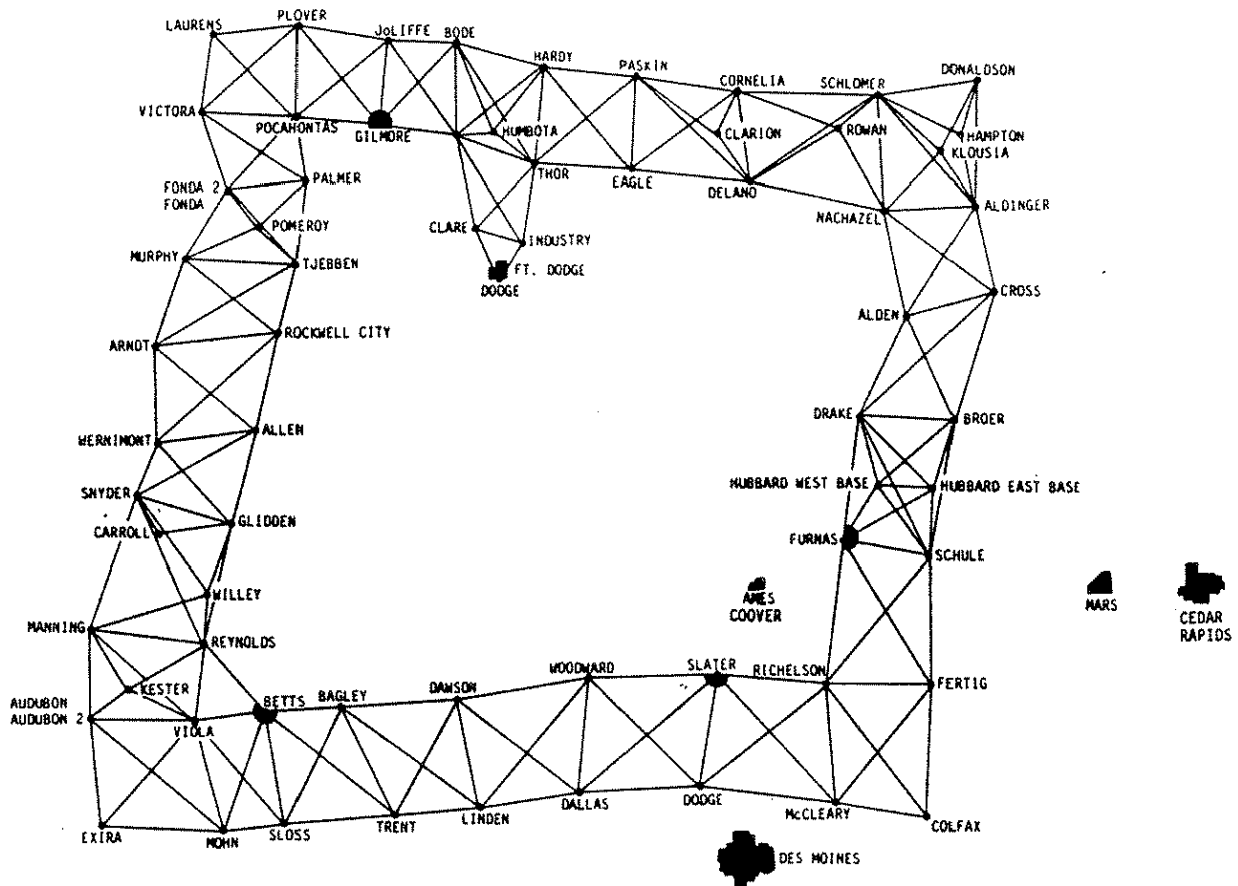 PLOVER
LAURENS
JOLIFFE
BODE
HARDY
PASKIN
CORNELIA
SCHLOMER
DONALDSON
VICTORA
POCAHONTAS
GILMORE
HUMBOTA
CLARION
ROWAN
HAMPTON
KLOUSIA
THOR
EAGLE
DELANO
PALMER
FONDA 2
FONDA
NACHAZEL
ALDINGER
POMEROY
CLARE
INDUSTRY
MURPHY
TJEBBEN
FT. DODGE
DODGE
CROSS
ALDEN
ROCKWELL CITY
ARNDT
DRAKE
BROER
WERNIMONT
ALLEN
SNYDER
HUBBARD WEST BASE
HUBBARD EAST BASE
GLIDDEN
CARROLL
FURNAS
SCHULE
WILLEY
AMES
COOVER
MARS
CEDAR
RAPIDS
MANNING
REYNOLDS
WOODWARD
SLATER
RICHELSON
FERTIG
KESTER
BETTS
BAGLEY
DAWSON
AUDUBON
AUDUBON 2
VIOLA
EXIRA
MOHN
SLOSS
TRENT
LINDEN
DALLAS
DODGE
McCLEARY
COLFAX
DES MOINES